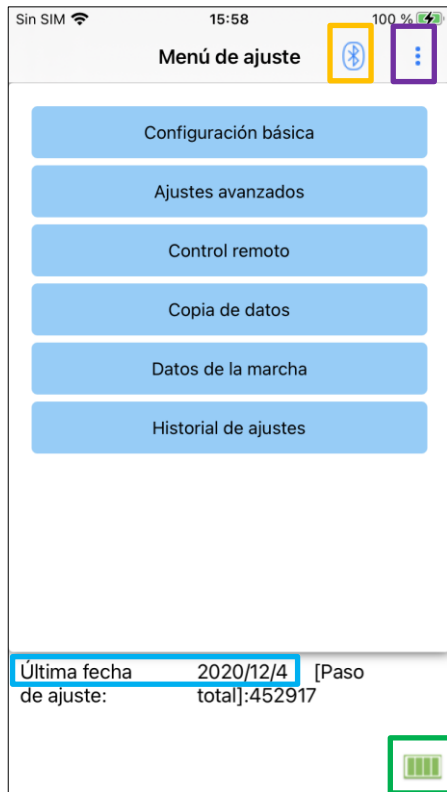 Sin SIM 15:58 100 %
Menú de ajuste
Configuración básica
Ajustes avanzados
Control remoto
Copia de datos
Datos de la marcha
Historial de ajustes
Última fecha 2020/12/4 [Paso
de ajuste: total]:452917